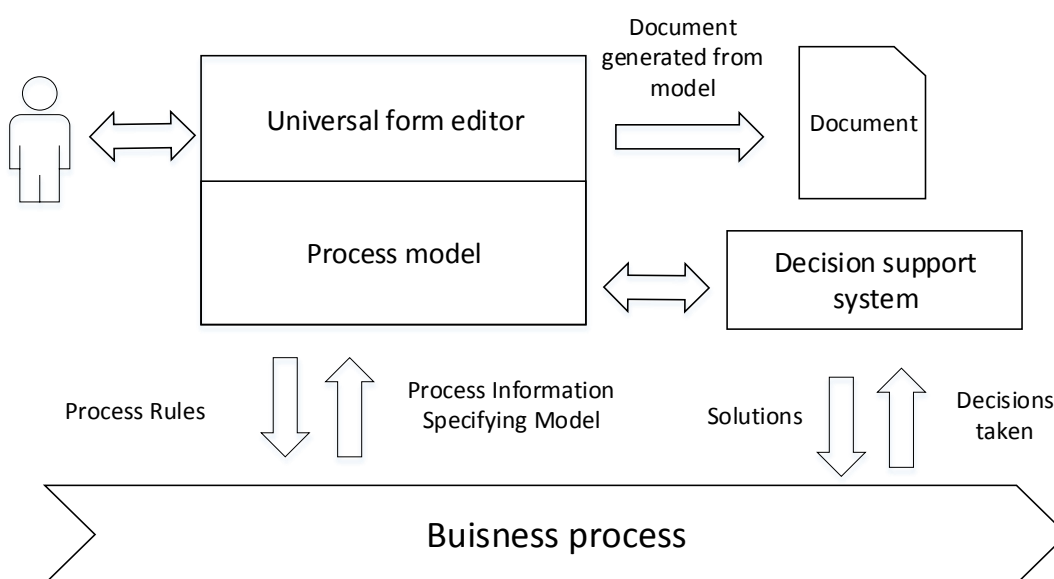 Document
generated from
model
Universal form editor
Document
Process model
Decision support
system
Process Rules
Process Information
Specifying Model
Solutions
Decisions
taken
Buisness process